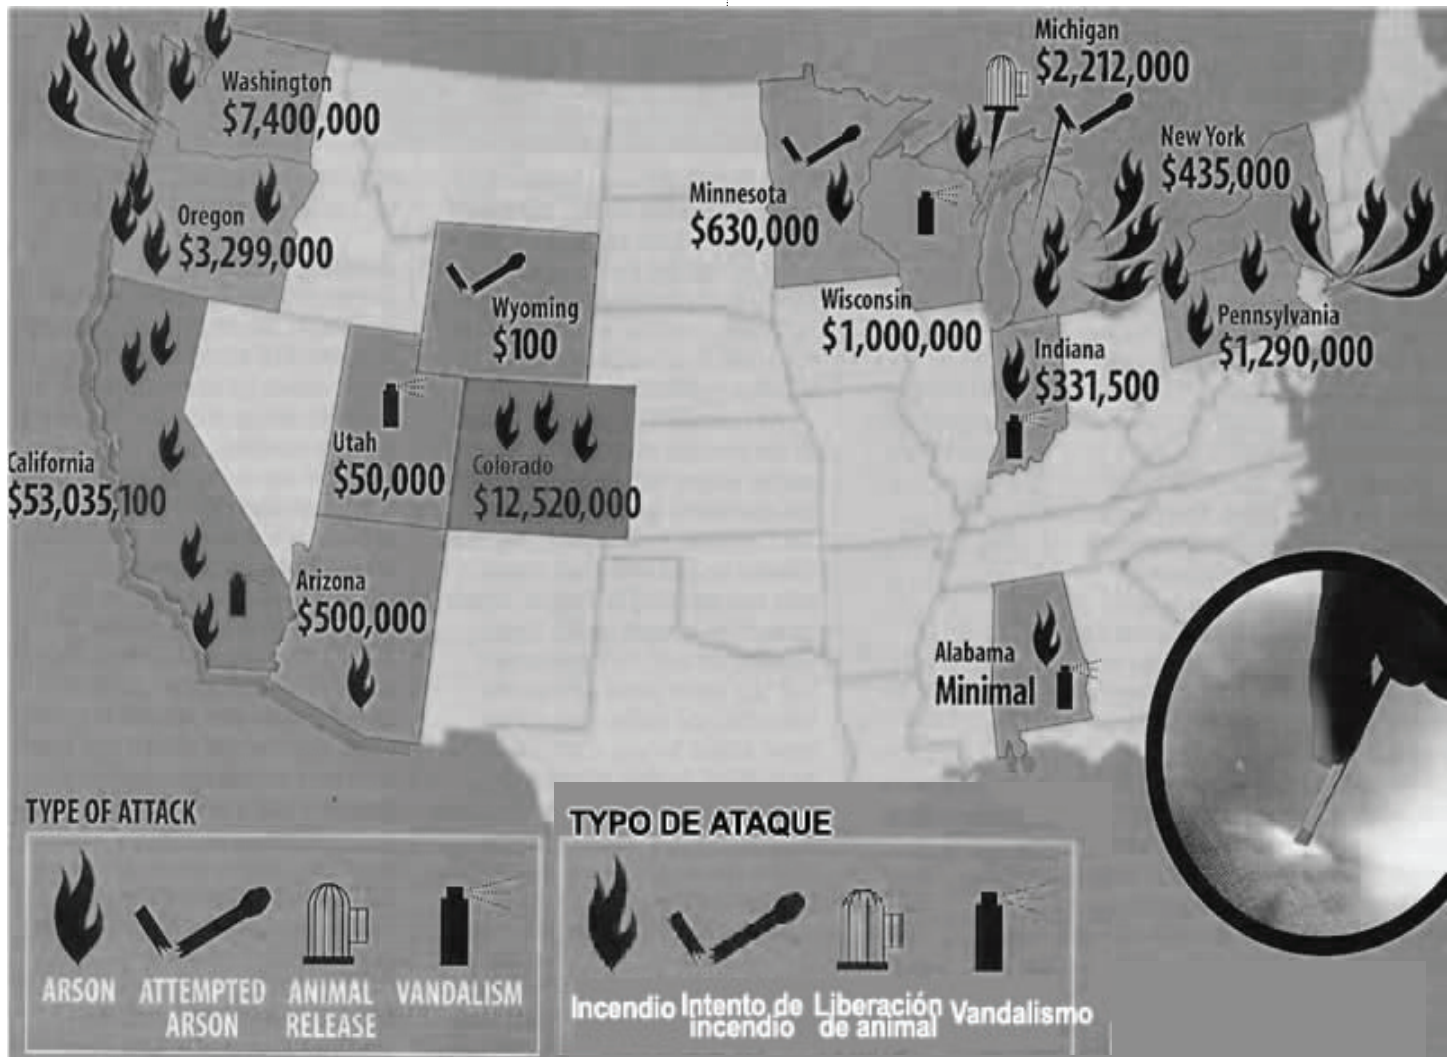 Michigan
$2,212,000
Washington
$7,400,000
New York
$435,000
Minnesota
$630,000
Oregon
$3,299,000
Wyoming
$100
Wisconsin
$1,000,000
Pennsylvania
$1,290,000
Indiana
$331,500
Utah
$50,000
Colorado
$12,520,000
California
$53,035,100
Arizona
$500,000
Alabama
Minimal
TYPE OF ATTACK
ARSON
ATTEMPTED
ARSON
ANIMAL
RELEASE
VANDALISM
TYPO DE ATAQUE
Incendio
Intento de
incendio
Liberación
de animal
Vandalismo